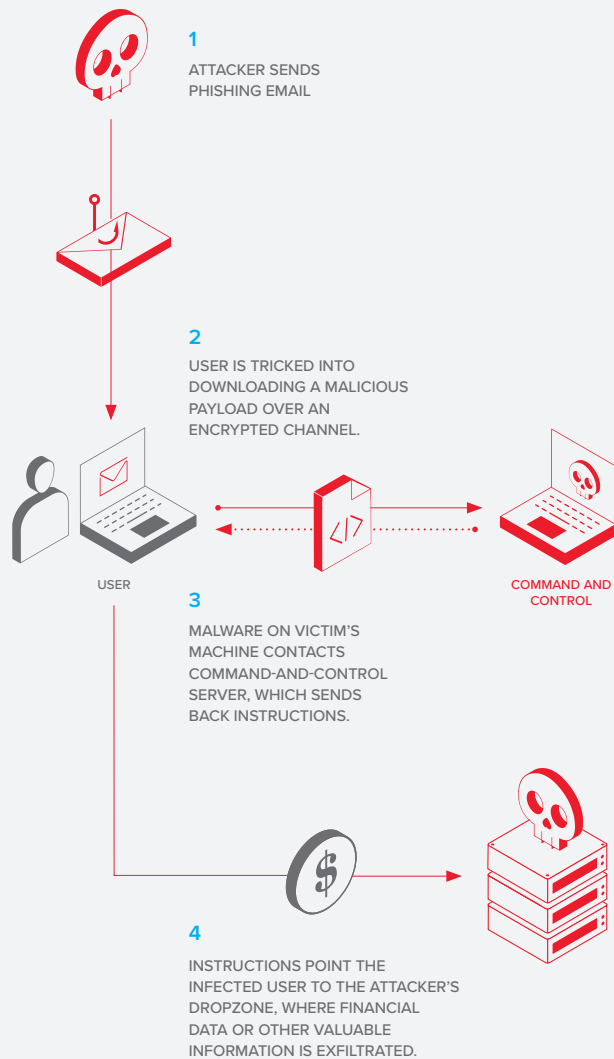 1
ATTACKER SENDS
PHISHING EMAIL
2
USER IS TRICKED INTO
DOWNLOADING A MALICIOUS
PAYLOAD OVER AN
ENCRYPTED CHANNEL.
</>
USER
COMMAND AND
CONTROL
3
MALWARE ON VICTIM’S
MACHINE CONTACTS
COMMAND-AND-CONTROL
SERVER, WHICH SENDS
BACK INSTRUCTIONS.
$
4
INSTRUCTIONS POINT THE
INFECTED USER TO THE ATTACKER’S
DROPZONE, WHERE FINANCIAL
DATA OR OTHER VALUABLE
INFORMATION IS EXFILTRATED.